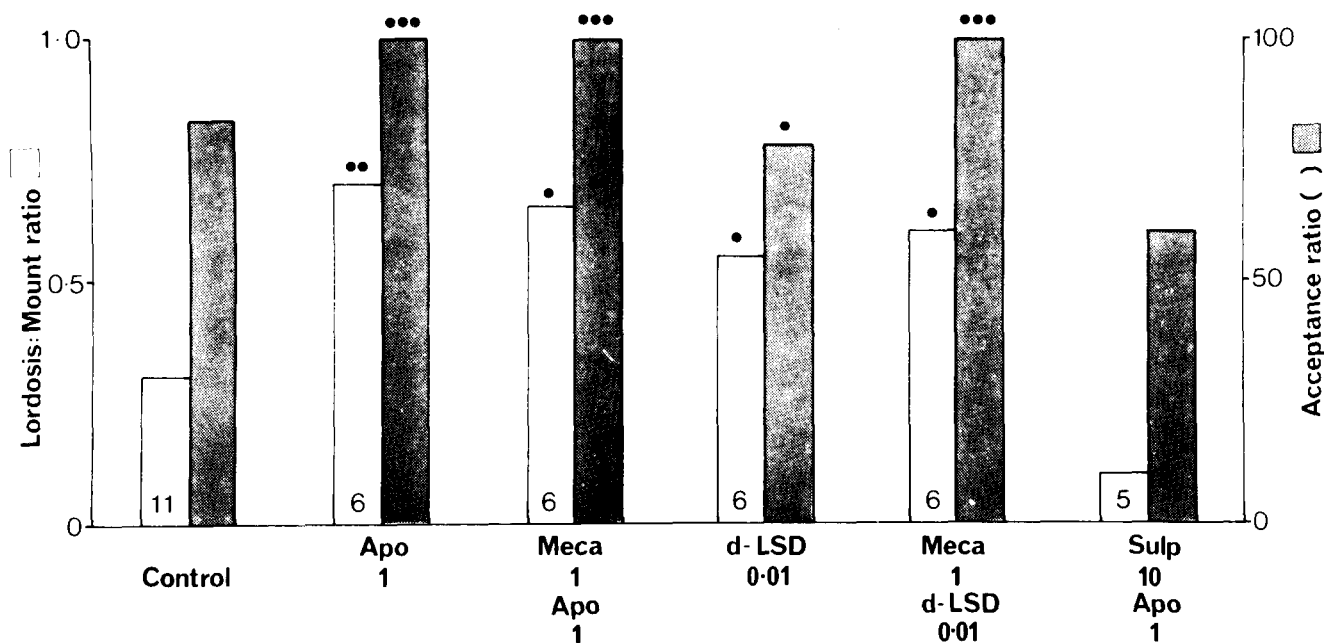 1·0
0·5
0
Lordosis: Mount ratio
100
50
0
Acceptance ratio ( )
•• •••
• •••
• •
• •••
11
6
6
6
6
5
Control
Apo
1
Meca
1
Apo
1
d-LSD
0·01
Meca
1
d-LSD
0·01
Sulp
10
Apo
1